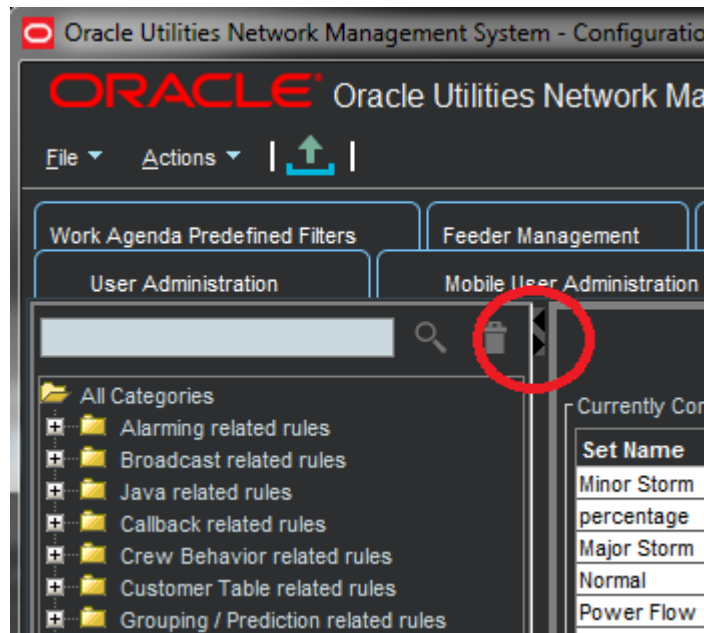 Oracle Utilities Network Management System - Configuratio
ORACLE Oracle Utilities Network Ma
File Actions
Work Agenda Predefined Filters Feeder Management
User Administration Mobile User Administration
All Categories
Alarming related rules
Broadcast related rules
Java related rules
Callback related rules
Crew Behavior related rules
Customer Table related rules
Grouping / Prediction related rules
Currently Con
Set Name
Minor Storm
percentage
Major Storm
Normal
Power Flow